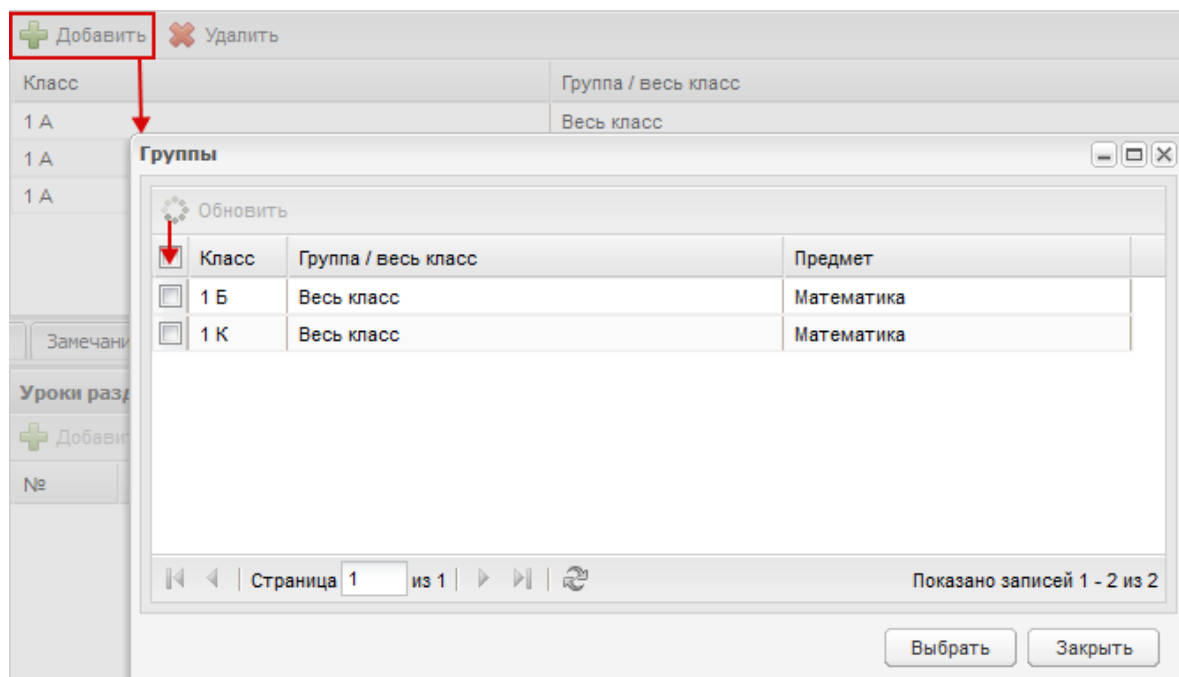 Добавить Удалить
Класс Группа / весь класс
1 А Весь класс
1 А
1 А
Группы
Обновить
Класс Группа / весь класс Предмет
1 Б Весь класс Математика
1 К Весь класс Математика
Страница 1 из 1 Показано записей 1 - 2 из 2
Выбрать Закрыть
Замечани
Уроки разд
Добави
№